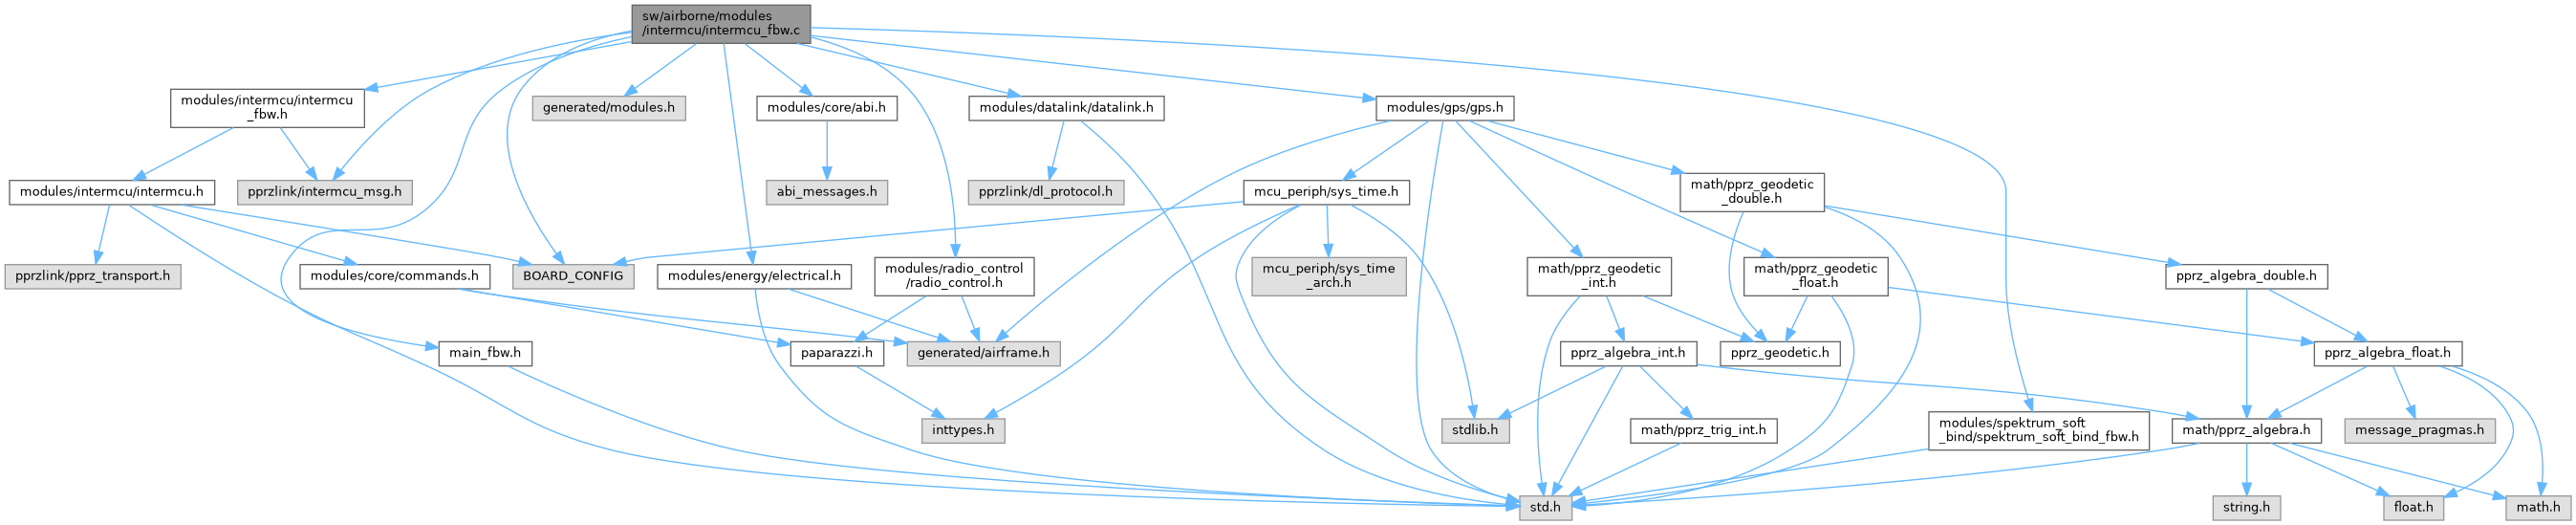 sw/airborne/modules
/intermcu/intermcu_fbw.c
modules/intermcu/intermcu
_fbw.h
generated/modules.h
modules/core/abi.h
modules/datalink/datalink.h
modules/gps/gps.h
modules/intermcu/intermcu.h
pprzlink/intermcu_msg.h
abi_messages.h
pprzlink/dl_protocol.h
mcu_periph/sys_time.h
math/pprz_geodetic
_double.h
pprzlink/pprz_transport.h
modules/core/commands.h
BOARD_CONFIG
modules/energy/electrical.h
modules/radio_control
/radio_control.h
mcu_periph/sys_time
_arch.h
math/pprz_geodetic
_int.h
math/pprz_geodetic
_float.h
pprz_algebra_double.h
main_fbw.h
paparazzi.h
generated/airframe.h
pprz_algebra_int.h
pprz_geodetic.h
pprz_algebra_float.h
inttypes.h
stdlib.h
math/pprz_trig_int.h
modules/spektrum_soft
_bind/spektrum_soft_bind_fbw.h
math/pprz_algebra.h
message_pragmas.h
std.h
string.h
float.h
math.h